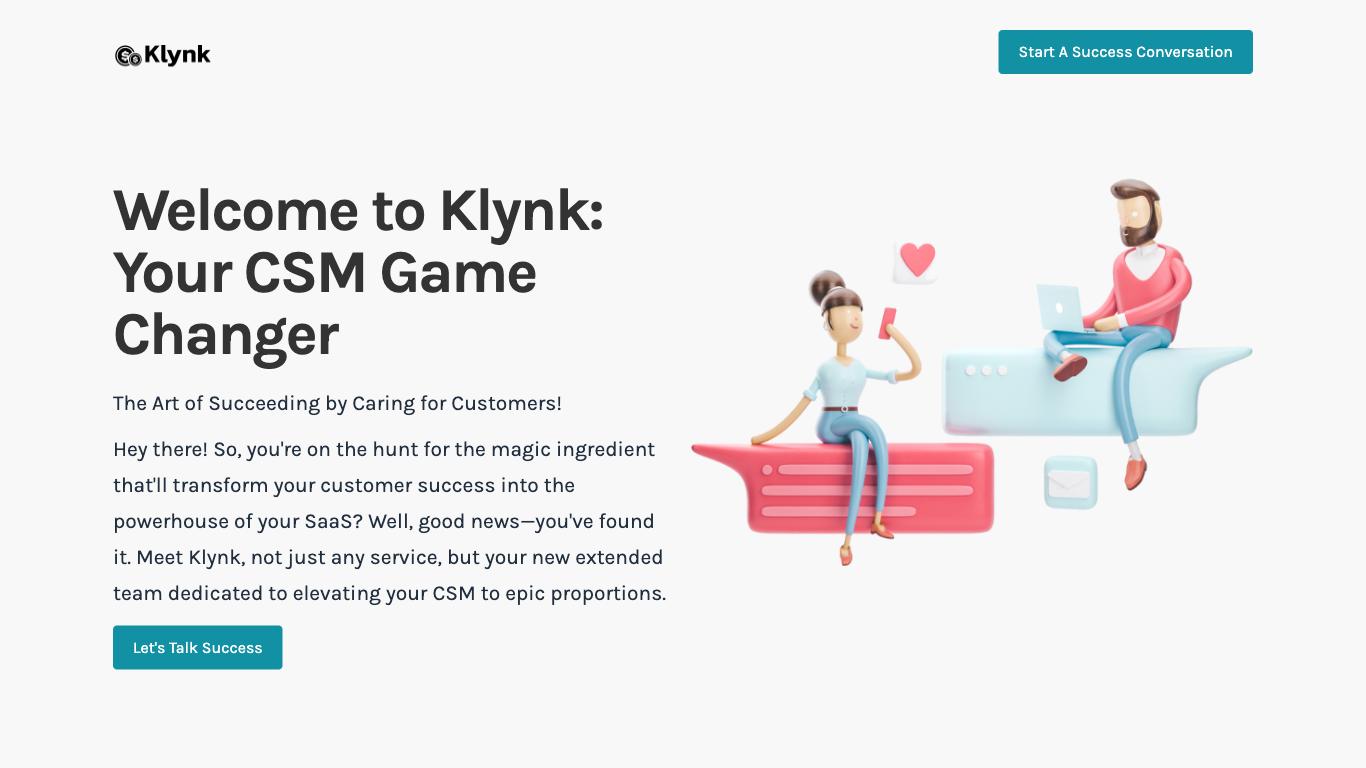 Klynk
Start A Success Conversation
Welcome to Klynk:
Your CSM Game
Changer
The Art of Succeeding by Caring for Customers!
Hey there! So, you're on the hunt for the magic ingredient
that'll transform your customer success into the
powerhouse of your SaaS? Well, good news—you've found
it. Meet Klynk, not just any service, but your new extended
team dedicated to elevating your CSM to epic proportions.
Let's Talk Success